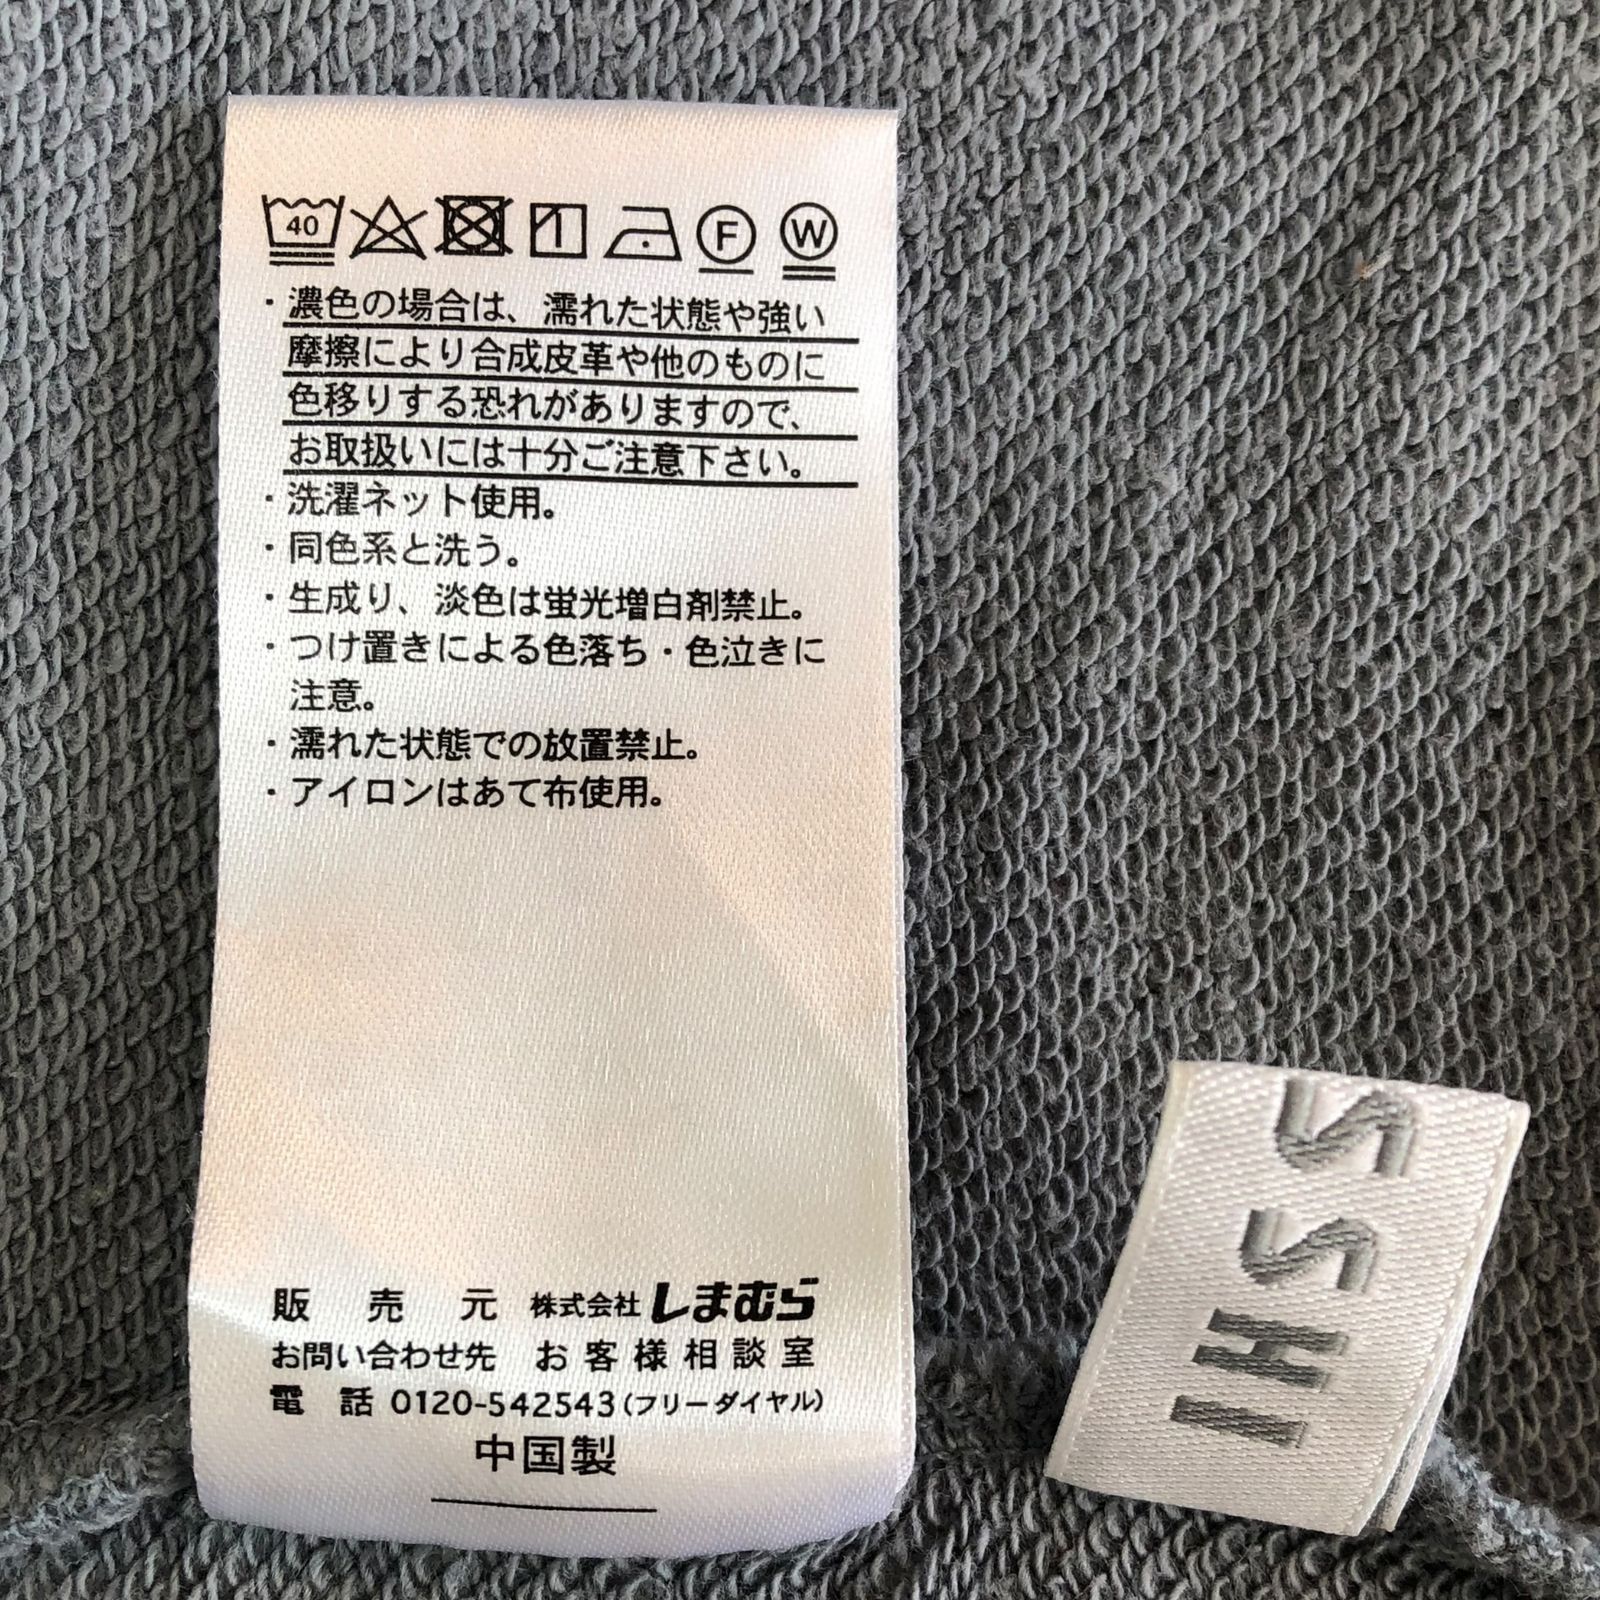 40 F W
・濃色の場合は、濡れた状態や強い
摩擦により合成皮革や他のものに
色移りする恐れがありますので、
お取扱いには十分ご注意下さい。
・洗濯ネット使用。
・同色系と洗う。
・生成り、淡色は蛍光増白剤禁止。
・つけ置きによる色落ち・色泣きに
注意。
・濡れた状態での放置禁止。
・アイロンはあて布使用。
販売元 株式会社しまむら
お問い合わせ先 お客様相談室
電話 0120-542543(フリーダイヤル)
中国製